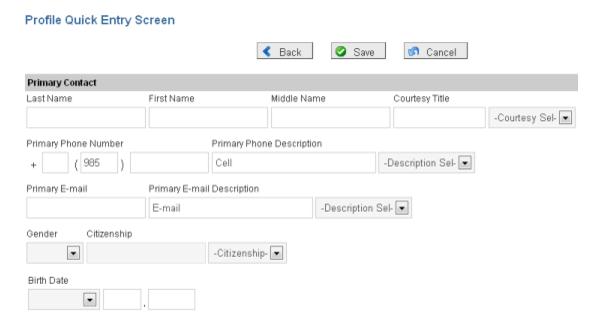 Profile Quick Entry Screen
Back Save Cancel
Primary Contact
Last Name First Name Middle Name Courtesy Title
-Courtesy Sel-
Primary Phone Number Primary Phone Description
+ ( 985 ) Cell -Description Sel-
Primary E-mail Primary E-mail Description
E-mail -Description Sel-
Gender Citizenship
-Citizenship-
Birth Date
,